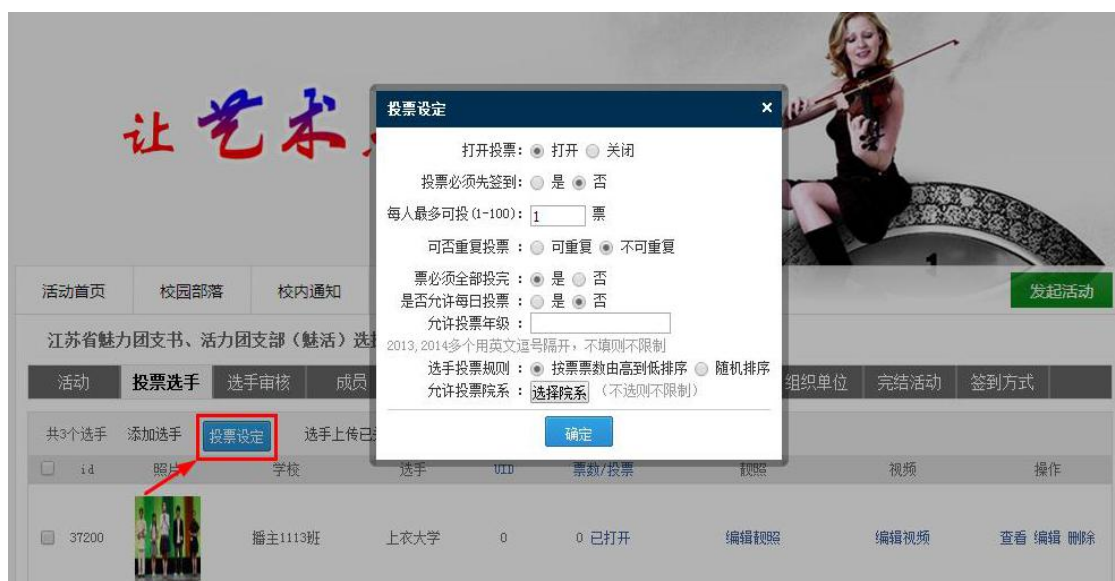 让艺术
投票设定 ×
打开投票： 打开 关闭
投票必须先签到： 是 否
每人最多可投(1-100)： 1 票
可否重复投票： 可重复 不可重复
票必须全部投完： 是 否
是否允许每日投票： 是 否
允许投票年级：
2013,2014多个用英文逗号隔开，不填则不限制
选手投票规则： 按票票数由高到低排序 随机排序
允许投票院系： 选择院系 （不选则不限制）
确定
活动首页 校园部落 校内通知 发起活动
江苏省魅力团支书、活力团支部（魅活）选
活动 投票选手 选手审核 成员 组织单位 完结活动 签到方式
共3个选手 添加选手 投票设定 选手上传已
id 照片 学校 选手 UID 票数/投票 靓照 视频 操作
37200 播主1113班 上衣大学 0 0 已打开 编辑靓照 编辑视频 查看 编辑 删除